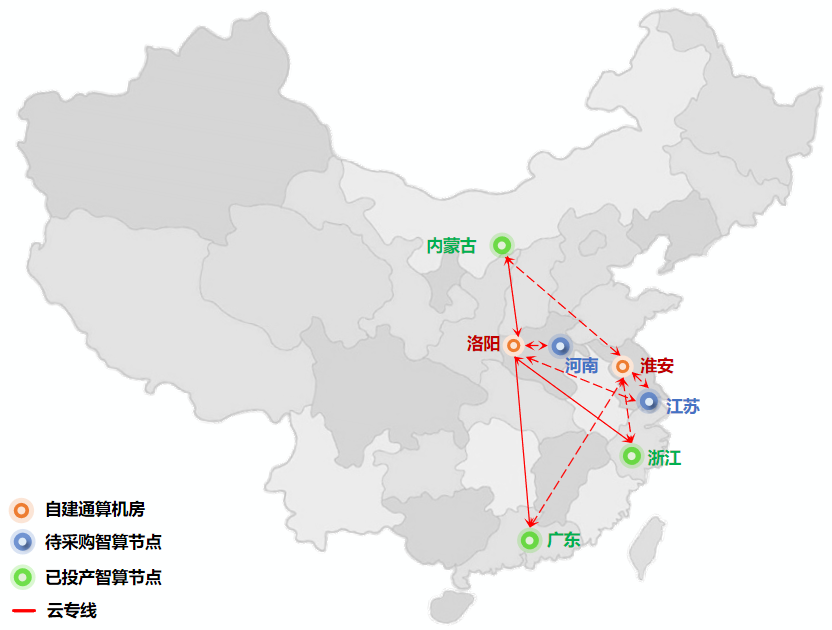 内蒙古
洛阳
河南
淮安
江苏
浙江
广东
自建通算机房
待采购智算节点
已投产智算节点
云专线